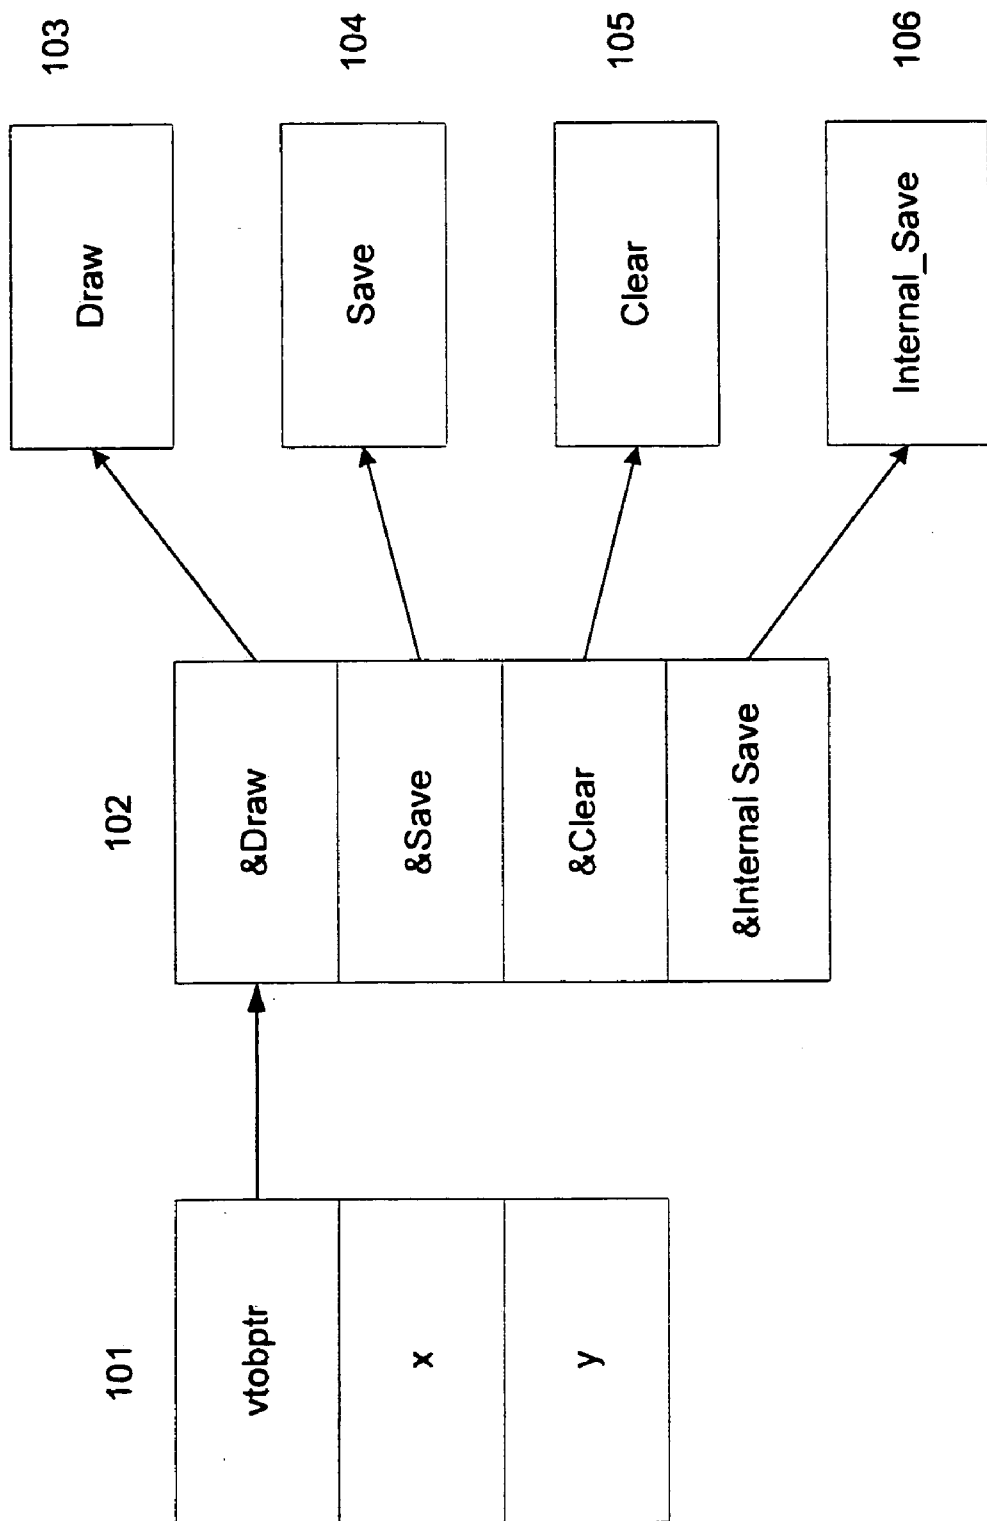 101
vtobptr
x
y
102
&Draw
&Save
&Clear
&Internal Save
Draw
103
Save
104
Clear
105
Internal_Save
106